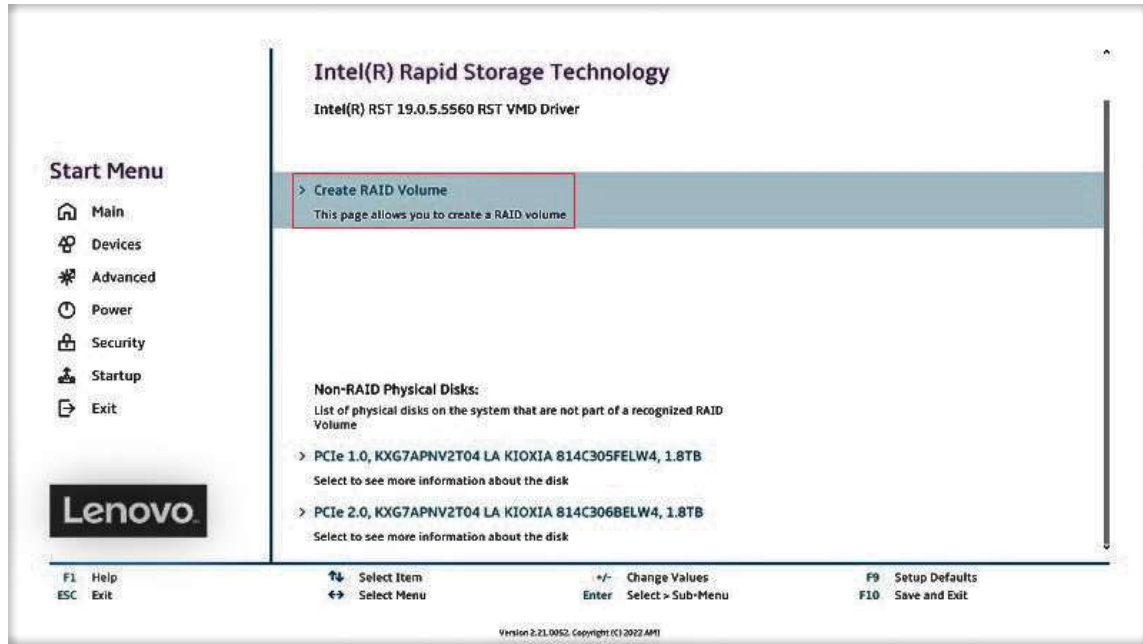 Intel(R) Rapid Storage Technology
Intel(R) RST 19.0.5.5560 RST VMD Driver
Start Menu
Main
Devices
Advanced
Power
Security
Startup
Exit
Lenovo
> Create RAID Volume
This page allows you to create a RAID volume
Non-RAID Physical Disks:
List of physical disks on the system that are not part of a recognized RAID
Volume
> PCIe 1.0, KXG7APNV2T04 LA KIOXIA 814C305FELW4, 1.8TB
Select to see more information about the disk
> PCIe 2.0, KXG7APNV2T04 LA KIOXIA 814C306BELW4, 1.8TB
Select to see more information about the disk
F1 Help
ESC Exit
↑↓ Select Item
↔ Select Menu
+/- Change Values
Enter Select > Sub-Menu
F9 Setup Defaults
F10 Save and Exit
Version 2.21.0052. Copyright (C) 2022 AMI